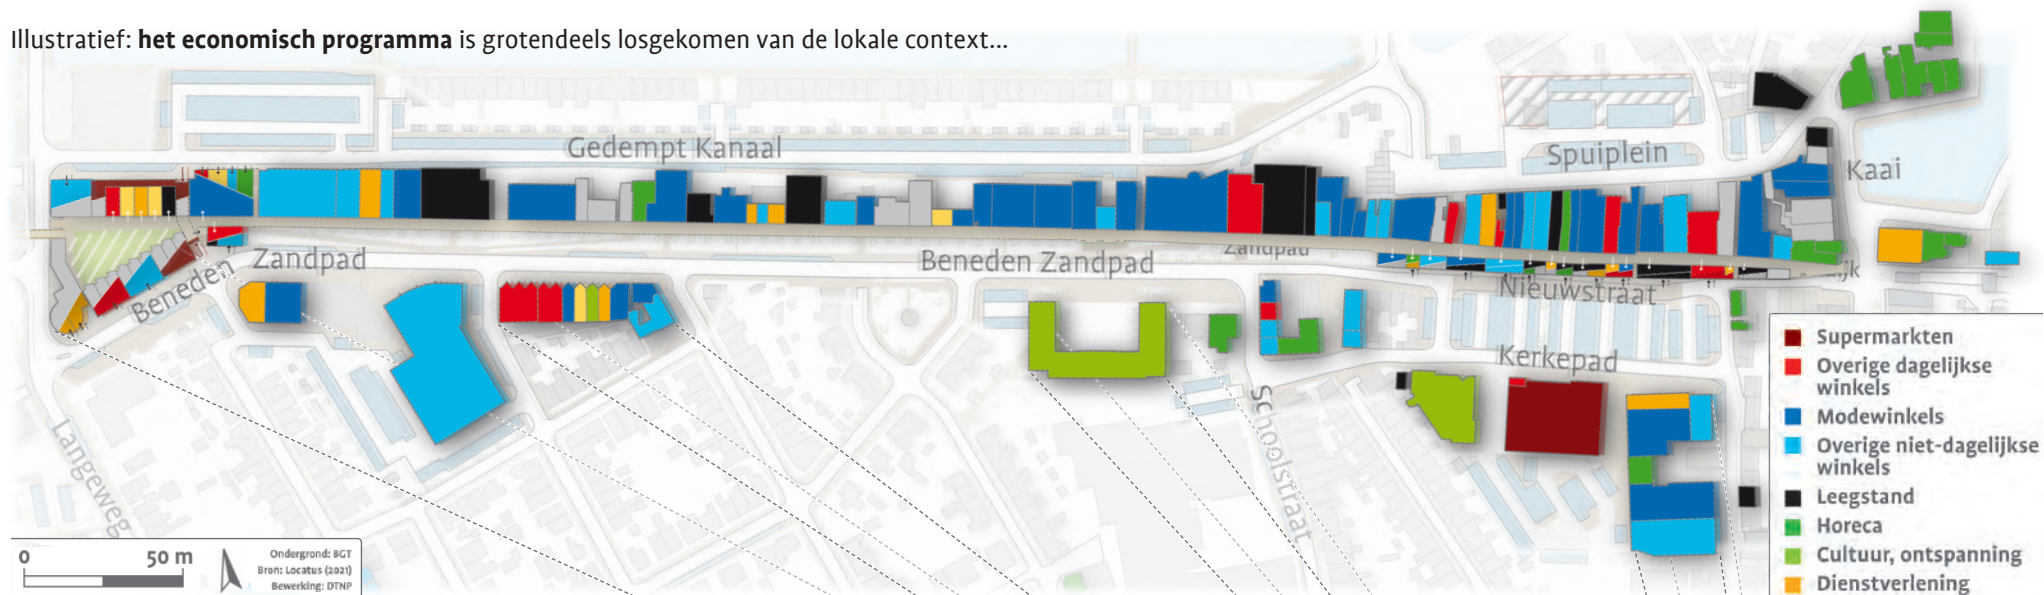 Illustratief: het economisch programma is grotendeels losgekomen van de lokale context...
Gedempt Kanaal
Spuiplein
Kaai
Beneden Zandpad
Beneden Zandpad
Zandpad
Nieuwstraat
Kerkepad
Schoolstraat
Langeweg
Supermarkten
Overige dagelijkse
winkels
Modewinkels
Overige niet-dagelijkse
winkels
Leegstand
Horeca
Cultuur, ontspanning
Dienstverlening
0 50 m
Ondergrond: BGT
Bron: Locatus (2021)
Bewerking: DTNP